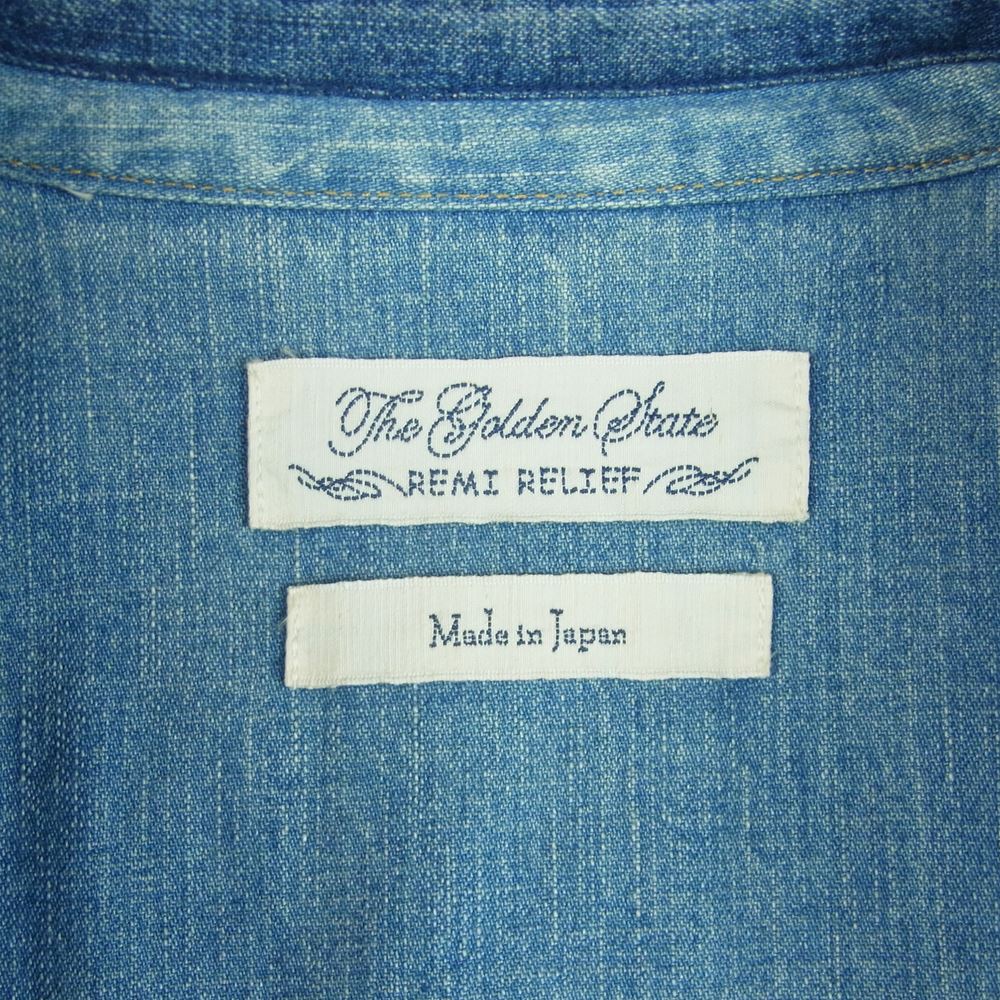 The Golden State
REMI RELIEF
Made in Japan